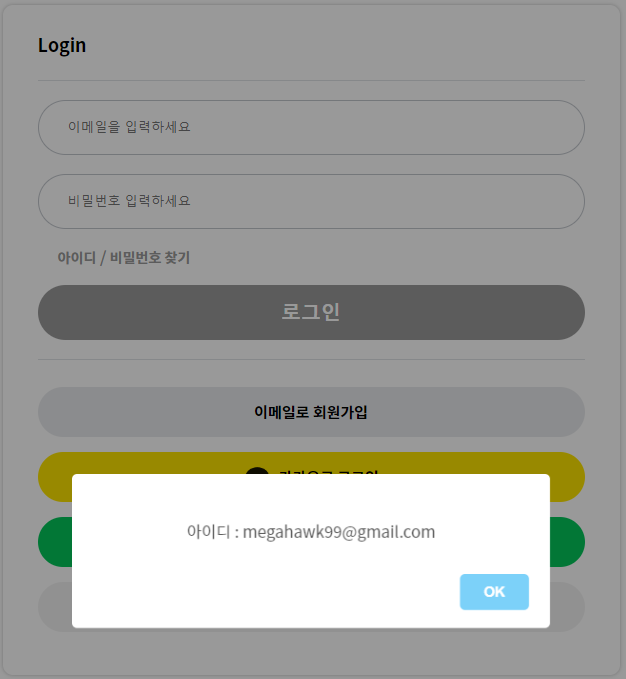 Login
이메일을 입력하세요
비밀번호 입력하세요
아이디 / 비밀번호 찾기
로그인
이메일로 회원가입
아이디 : megahawk99@gmail.com
OK